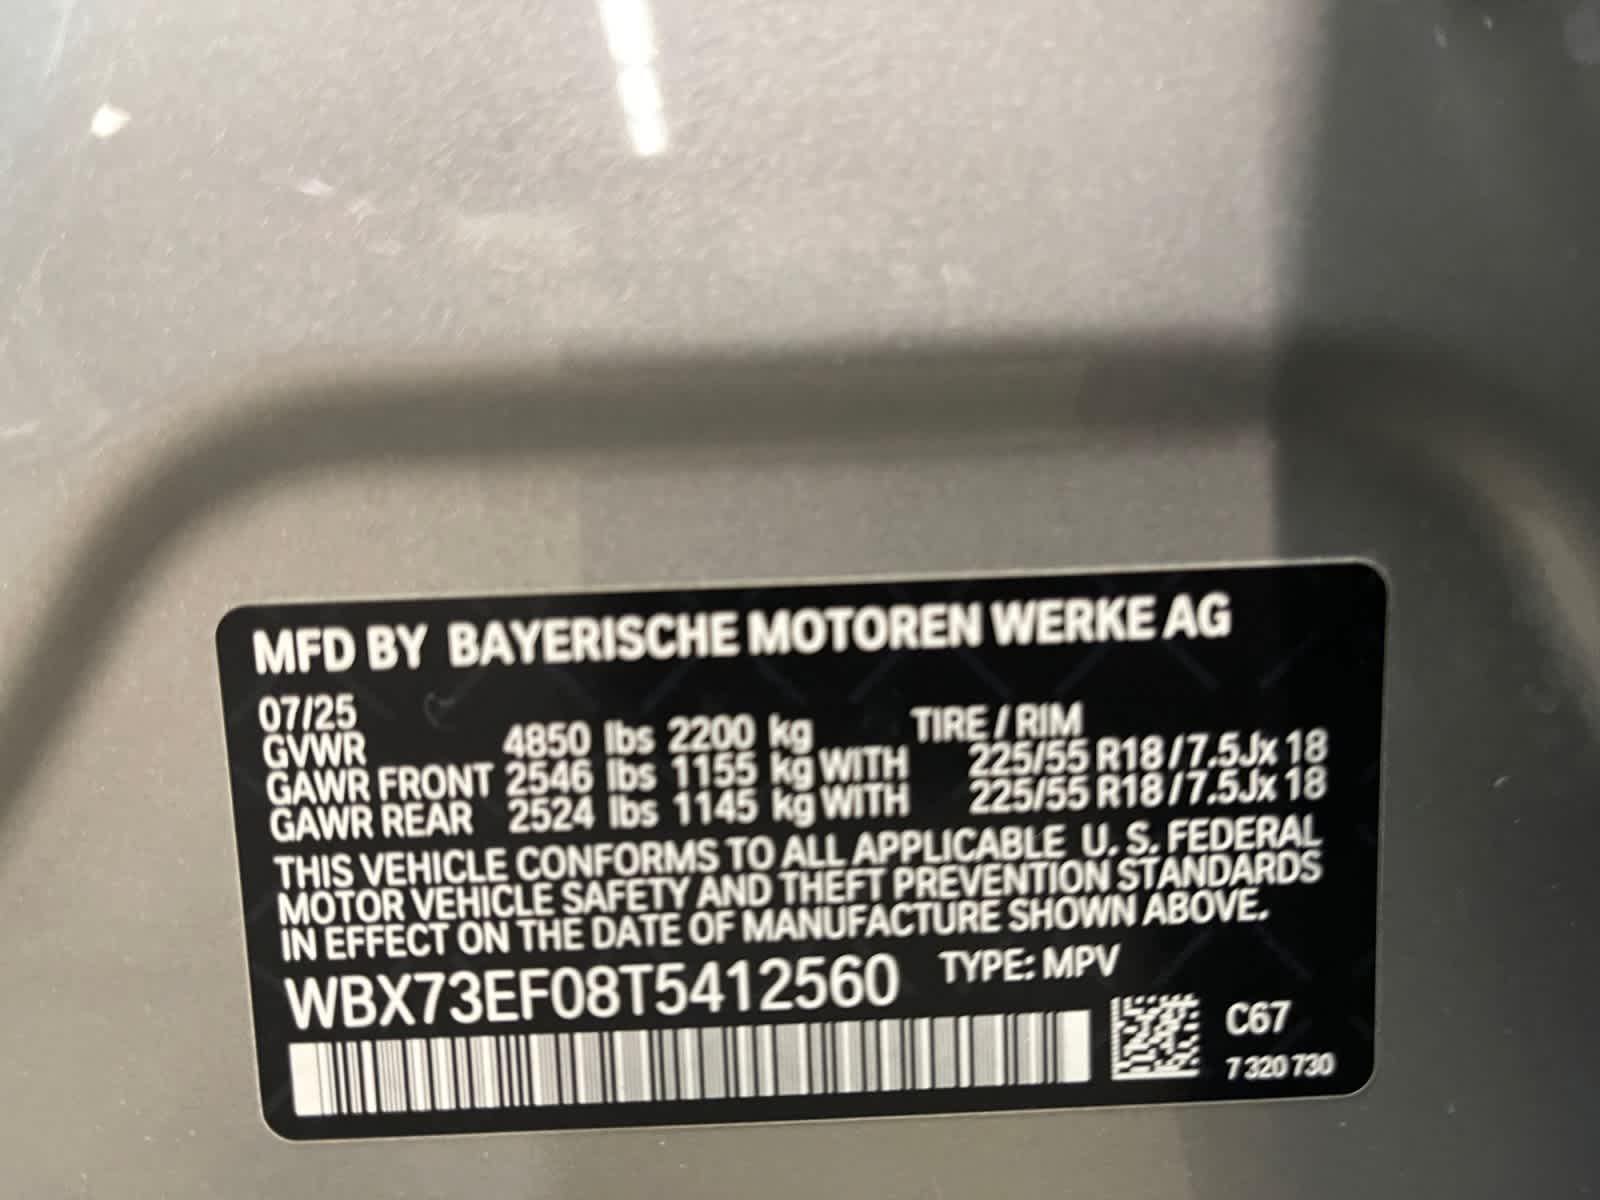 MFD BY BAYERISCHE MOTOREN WERKE AG
07/25
GVWR 4850 lbs 2200 kg TIRE / RIM
GAWR FRONT 2546 lbs 1155 kg WITH 225/55 R18 / 7.5Jx 18
GAWR REAR 2524 lbs 1145 kg WITH 225/55 R18 / 7.5Jx 18
THIS VEHICLE CONFORMS TO ALL APPLICABLE U. S. FEDERAL
MOTOR VEHICLE SAFETY AND THEFT PREVENTION STANDARDS
IN EFFECT ON THE DATE OF MANUFACTURE SHOWN ABOVE.
WBX73EF08T5412560 TYPE: MPV
C67
7 320 730